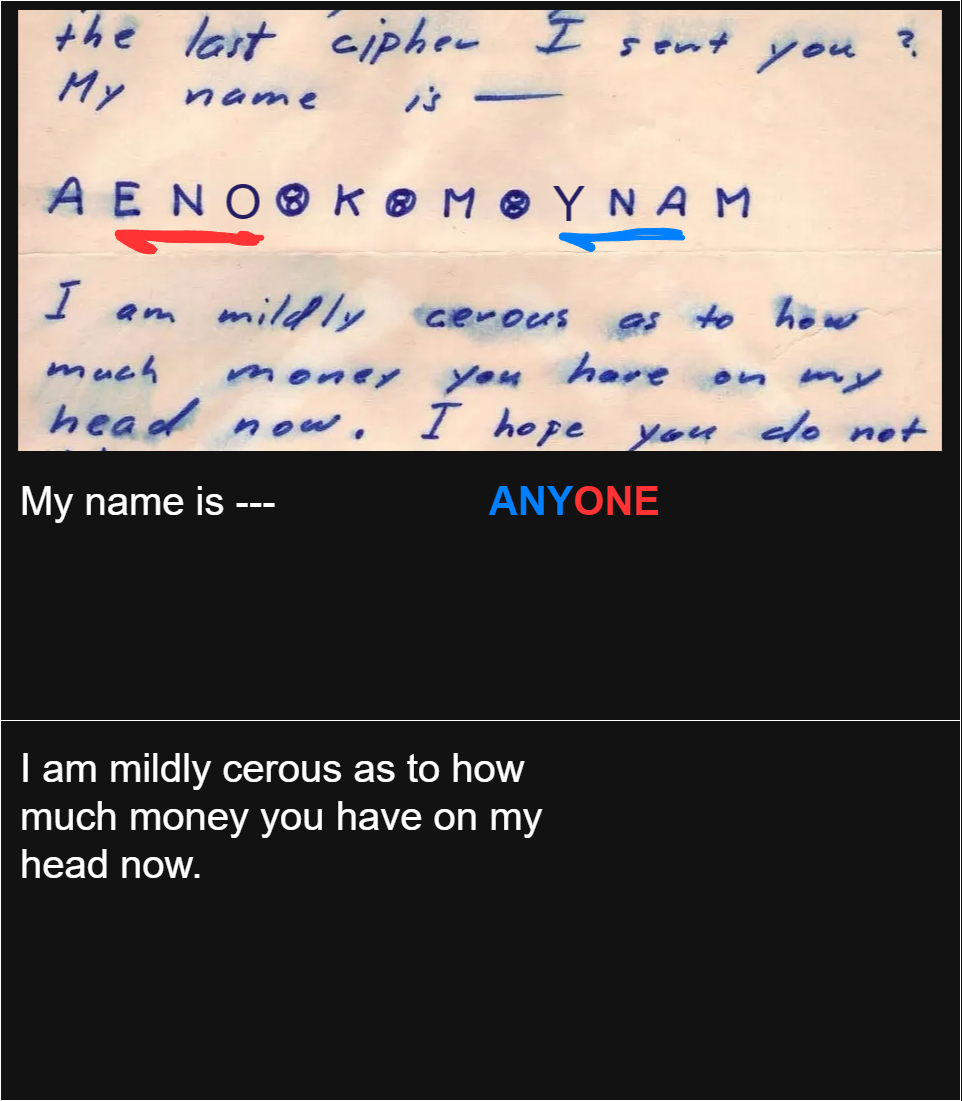 the last cipher I sent you?
My name is —
A E N O ⊗ K ⊗ M ⊗ Y N A M
I am mildly cerous as to how
much money you have on my
head now. I hope you do not
My name is --- ANYONE
I am mildly cerous as to how
much money you have on my
head now.